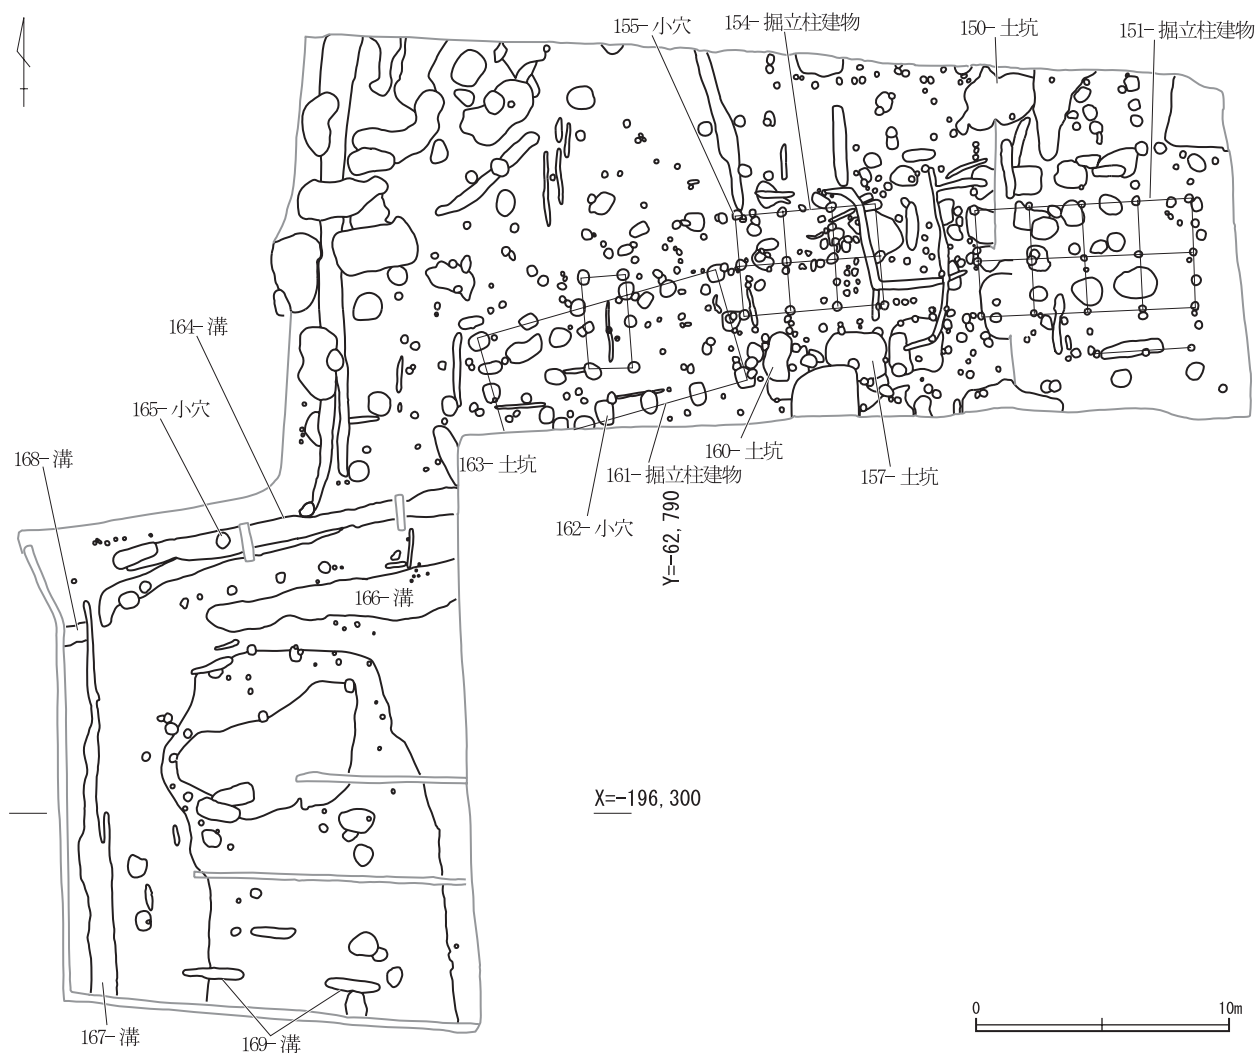 155-小穴
154-掘立柱建物
150-土坑
151-掘立柱建物
164-溝
165-小穴
168-溝
163-土坑
161-掘立柱建物
160-土坑
157-土坑
162-小穴
Y=-62,790
166-溝
X=-196,300
167-溝
169-溝
0 10m